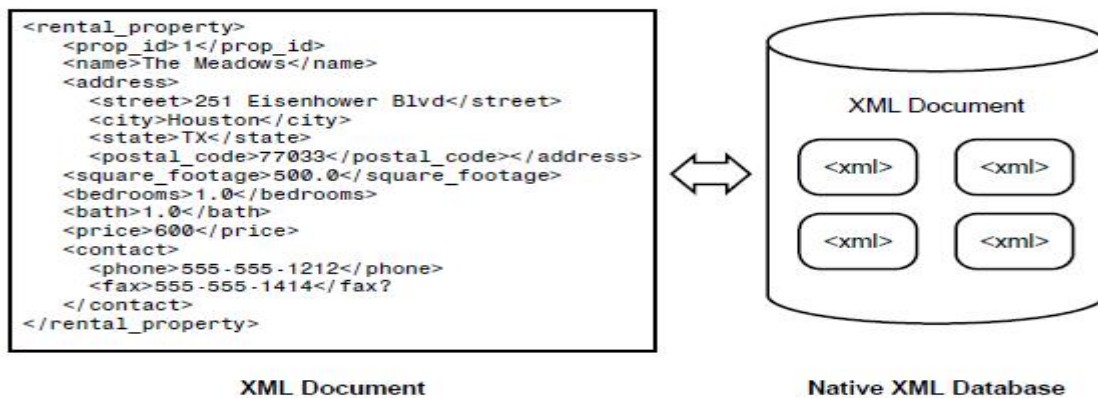 <rental_property>
<prop_id>1</prop_id>
<name>The Meadows</name>
<address>
<street>251 Eisenhower Blvd</street>
<city>Houston</city>
<state>TX</state>
<postal_code>77033</postal_code></address>
<square_footage>500.0</square_footage>
<bedrooms>1.0</bedrooms>
<bath>1.0</bath>
<price>600</price>
<contact>
<phone>555-555-1212</phone>
<fax>555-555-1414</fax?
</contact>
</rental_property>
XML Document
XML Document
<xml> <xml>
<xml> <xml>
Native XML Database